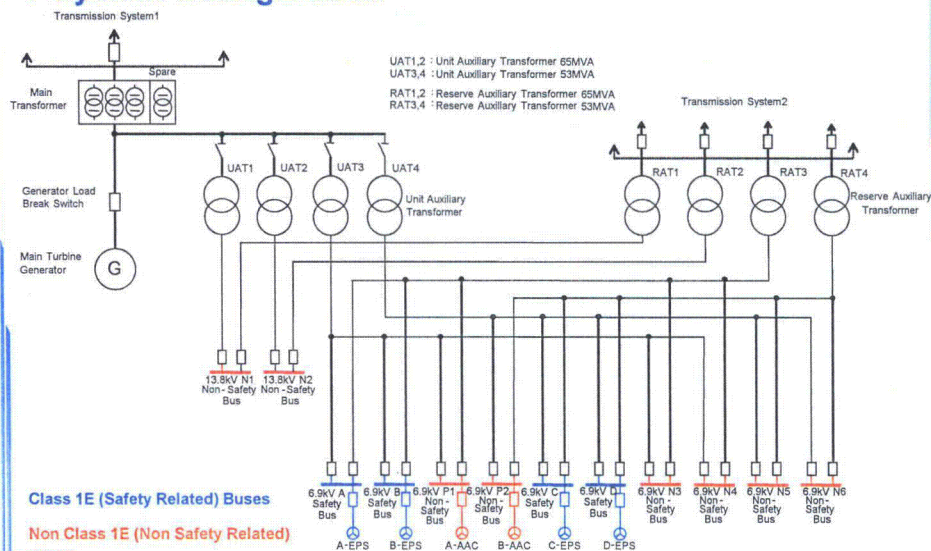 Transmission System1
Spare
Main
Transformer
UAT1,2 : Unit Auxiliary Transformer 65MVA
UAT3,4 : Unit Auxiliary Transformer 53MVA
RAT1,2 : Reserve Auxiliary Transformer 65MVA
RAT3,4 : Reserve Auxiliary Transformer 53MVA
Transmission System2
UAT1
UAT2
UAT3
UAT4
RAT1
RAT2
RAT3
RAT4
Generator Load
Break Switch
Unit Auxiliary
Transformer
Reserve Auxiliary
Transformer
Main Turbine
Generator
G
13.8kV N1
Non - Safety
Bus
13.8kV N2
Non - Safety
Bus
6.9kV A
Safety
Bus
6.9kV B
Safety
Bus
6.9kV P1
Non -
Safety
Bus
6.9kV P2
Non -
Safety
Bus
6.9kV C
Safety
Bus
6.9kV D
Safety
Bus
6.9kV N3
Non -
Safety
Bus
6.9kV N4
Non -
Safety
Bus
6.9kV N5
Non -
Safety
Bus
6.9kV N6
Non -
Safety
Bus
A-EPS
B-EPS
A-AAC
B-AAC
C-EPS
D-EPS
Class 1E (Safety Related) Buses
Non Class 1E (Non Safety Related)